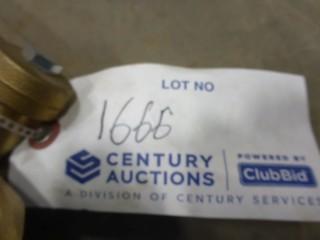 LOT NO
1666
CENTURY
AUCTIONS
POWERED BY
ClubBid
A DIVISION OF CENTURY SERVICES